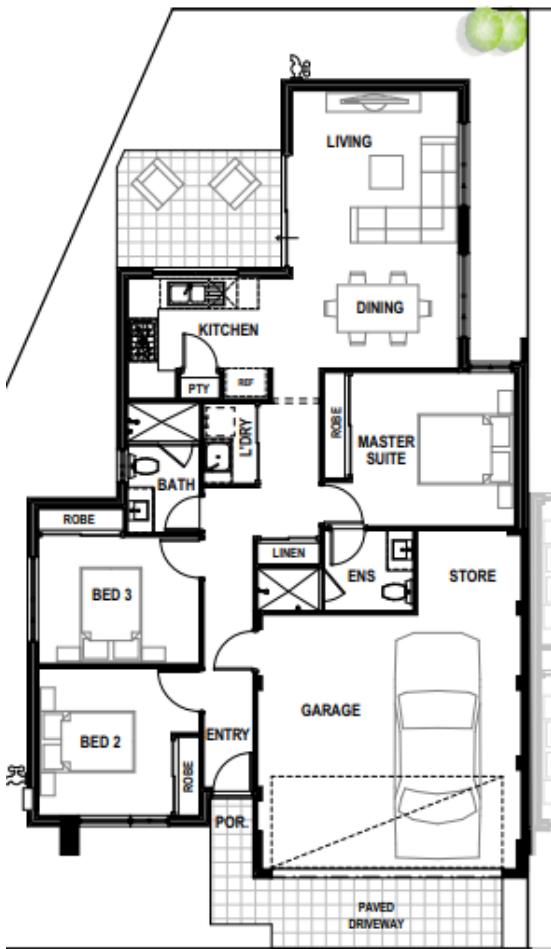 LIVING
DINING
KITCHEN
PTY
REF
L'DRY
ROBE
MASTER
SUITE
BATH
ROBE
LINEN
ENS
STORE
BED 3
GARAGE
ENTRY
BED 2
ROBE
POR.
PAVED
DRIVEWAY